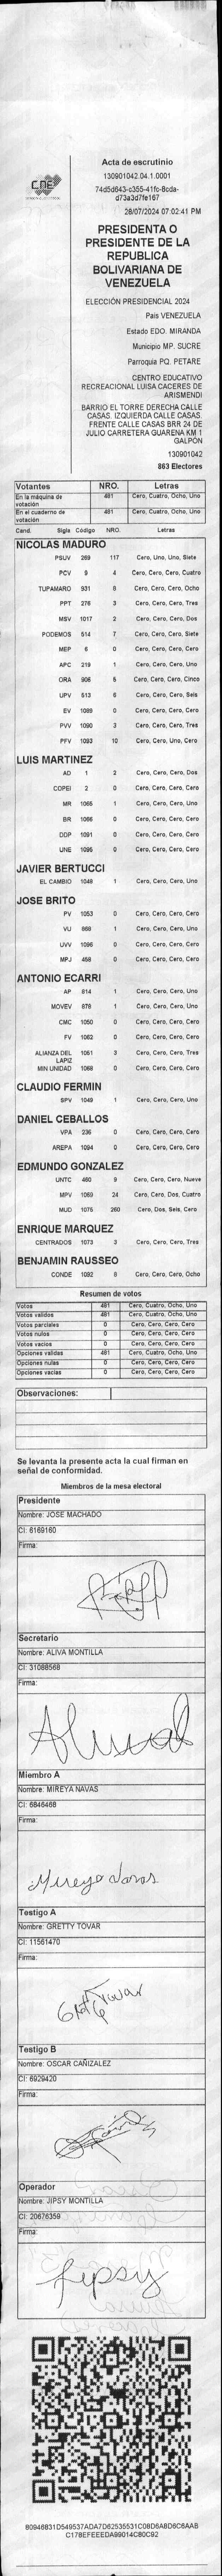 CNE
Acta de escrutinio
130901042.04.1.0001
74d5d643-c355-41fc-8cda-
d73a3d7fe167
28/07/2024 07:02:41 PM
PRESIDENTA O
PRESIDENTE DE LA
REPUBLICA
BOLIVARIANA DE
VENEZUELA
ELECCIÓN PRESIDENCIAL 2024
País VENEZUELA
Estado EDO. MIRANDA
Municipio MP. SUCRE
Parroquia PQ. PETARE
CENTRO EDUCATIVO
RECREACIONAL LUISA CACERES DE
ARISMENDI
BARRIO EL TORRE DERECHA CALLE
CASAS. IZQUIERDA CALLE CASAS.
FRENTE CALLE CASAS BRR 24 DE
JULIO CARRETERA GUARENA KM 1
GALPÓN
130901042
863 Electores
Votantes NRO. Letras
En la máquina de votación 481 Cero, Cuatro, Ocho, Uno
En el cuaderno de votación 481 Cero, Cuatro, Ocho, Uno
Cand. Sigla Código NRO. Letras
NICOLAS MADURO
PSUV 269 117 Cero, Uno, Uno, Siete
PCV 9 4 Cero, Cero, Cero, Cuatro
TUPAMARO 931 8 Cero, Cero, Cero, Ocho
PPT 276 3 Cero, Cero, Cero, Tres
MSV 1017 2 Cero, Cero, Cero, Dos
PODEMOS 514 7 Cero, Cero, Cero, Siete
MEP 6 0 Cero, Cero, Cero, Cero
APC 219 1 Cero, Cero, Cero, Uno
ORA 906 5 Cero, Cero, Cero, Cinco
UPV 513 6 Cero, Cero, Cero, Seis
EV 1089 0 Cero, Cero, Cero, Cero
PVV 1090 3 Cero, Cero, Cero, Tres
PFV 1093 10 Cero, Cero, Uno, Cero
LUIS MARTINEZ
AD 1 2 Cero, Cero, Cero, Dos
COPEI 2 0 Cero, Cero, Cero, Cero
MR 1065 1 Cero, Cero, Cero, Uno
BR 1066 0 Cero, Cero, Cero, Cero
DDP 1091 0 Cero, Cero, Cero, Cero
UNE 1095 0 Cero, Cero, Cero, Cero
JAVIER BERTUCCI
EL CAMBIO 1048 1 Cero, Cero, Cero, Uno
JOSE BRITO
PV 1053 0 Cero, Cero, Cero, Cero
VU 868 1 Cero, Cero, Cero, Uno
UVV 1096 0 Cero, Cero, Cero, Cero
MPJ 458 0 Cero, Cero, Cero, Cero
ANTONIO ECARRI
AP 814 1 Cero, Cero, Cero, Uno
MOVEV 878 1 Cero, Cero, Cero, Uno
CMC 1050 0 Cero, Cero, Cero, Cero
FV 1062 0 Cero, Cero, Cero, Cero
ALIANZA DEL LAPIZ 1061 3 Cero, Cero, Cero, Tres
MIN UNIDAD 1068 0 Cero, Cero, Cero, Cero
CLAUDIO FERMIN
SPV 1049 1 Cero, Cero, Cero, Uno
DANIEL CEBALLOS
VPA 236 0 Cero, Cero, Cero, Cero
AREPA 1094 0 Cero, Cero, Cero, Cero
EDMUNDO GONZALEZ
UNTC 460 9 Cero, Cero, Cero, Nueve
MPV 1069 24 Cero, Cero, Dos, Cuatro
MUD 1075 260 Cero, Dos, Seis, Cero
ENRIQUE MARQUEZ
CENTRADOS 1073 3 Cero, Cero, Cero, Tres
BENJAMIN RAUSSEO
CONDE 1082 8 Cero, Cero, Cero, Ocho
Resumen de votos
Votos 481 Cero, Cuatro, Ocho, Uno
Votos validos 481 Cero, Cuatro, Ocho, Uno
Votos parciales 0 Cero, Cero, Cero, Cero
Votos nulos 0 Cero, Cero, Cero, Cero
Votos vacios 0 Cero, Cero, Cero, Cero
Opciones validas 481 Cero, Cuatro, Ocho, Uno
Opciones nulas 0 Cero, Cero, Cero, Cero
Opciones vacias 0 Cero, Cero, Cero, Cero
Observaciones:
Se levanta la presente acta la cual firman en
señal de conformidad.
Miembros de la mesa electoral
Presidente
Nombre: JOSE MACHADO
CI: 6169160
Firma:
Secretario
Nombre: ALIVA MONTILLA
CI: 31088568
Firma:
Miembro A
Nombre: MIREYA NAVAS
CI: 6846468
Firma:
Mireya Navas
Testigo A
Nombre: GRETTY TOVAR
CI: 11561470
Firma:
Testigo B
Nombre: OSCAR CAÑIZALEZ
CI: 6929420
Firma:
Operador
Nombre: JIPSY MONTILLA
CI: 20676359
Firma:
Jipsy
80946831D549537ADA7D62535531C08D6A8D6C6AAB
C178EFEEEDA99014C80C92